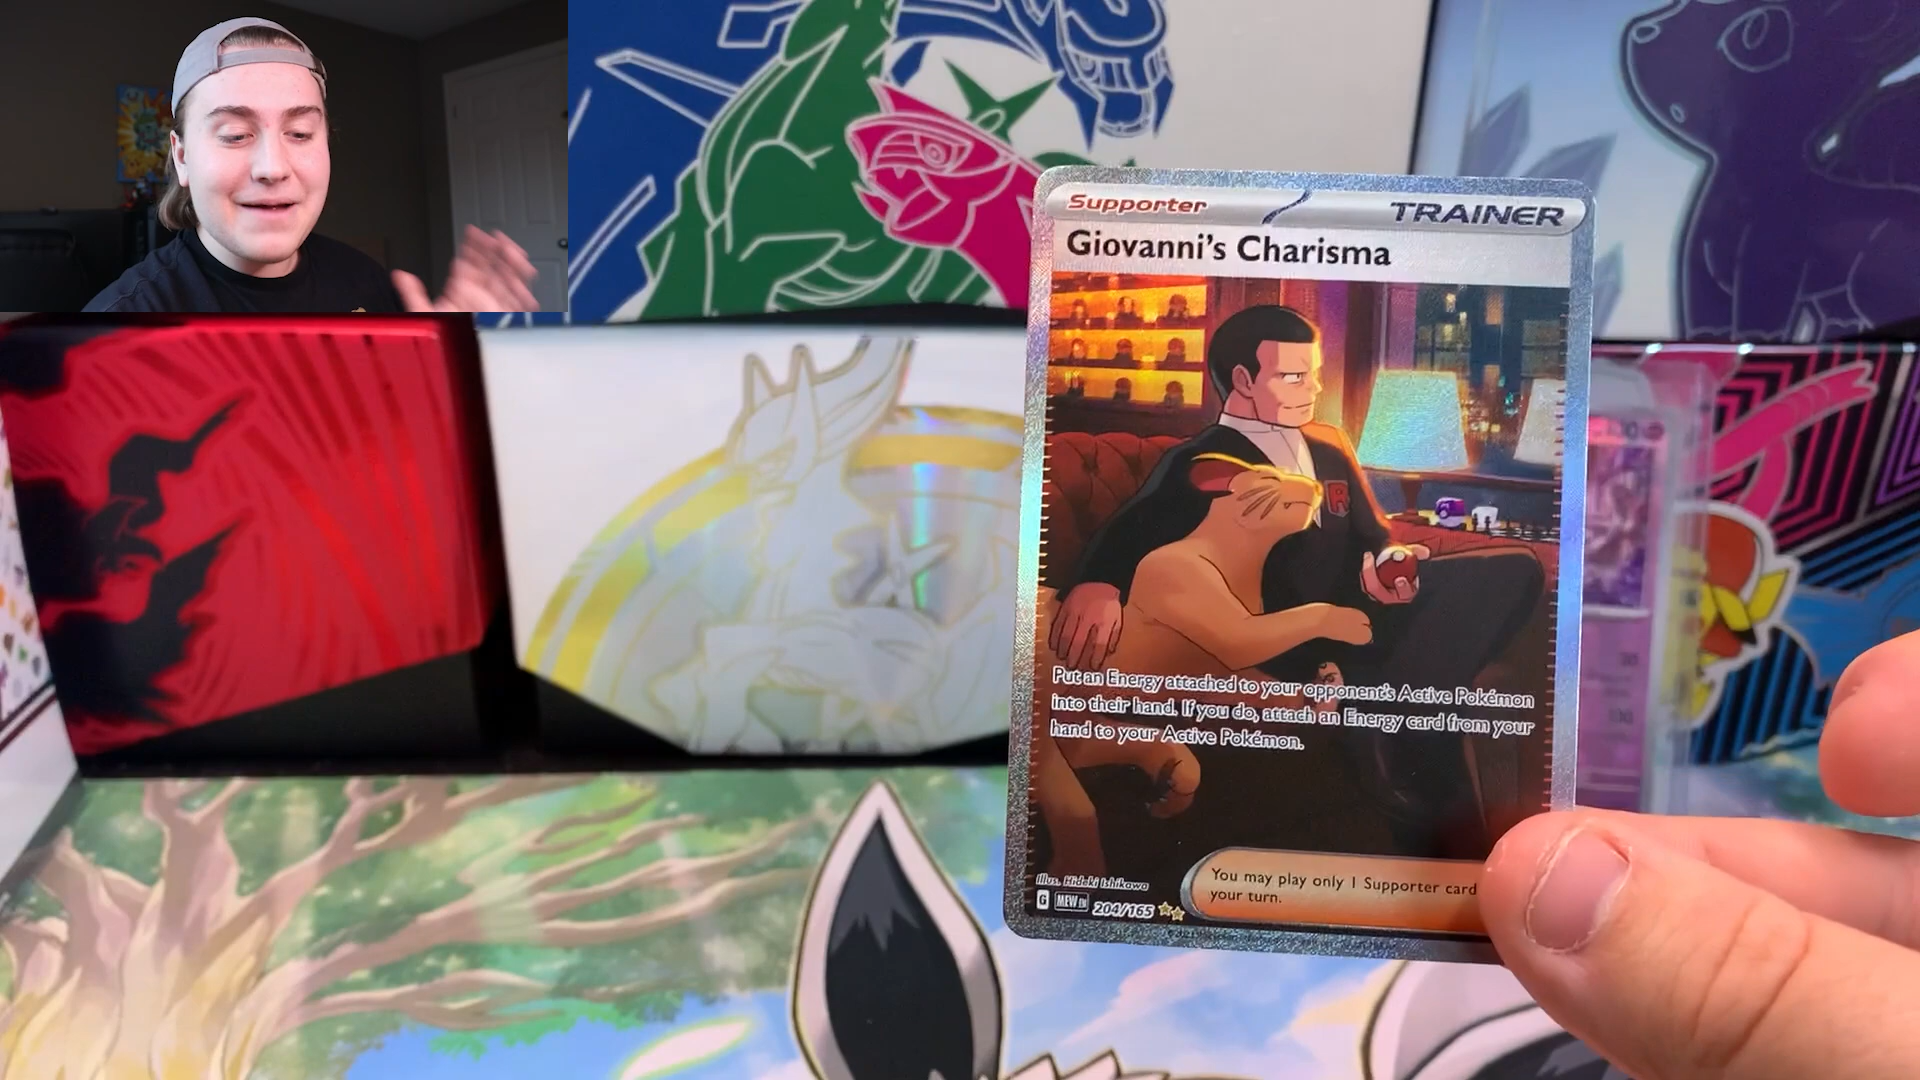 Supporter
TRAINER
Giovanni's Charisma
R
Put an Energy attached to your opponent's Active Pokémon
into their hand. If you do, attach an Energy card from your
hand to your Active Pokémon.
Illus. Hideki Ishikawa
G MEW EN 204/165
You may play only 1 Supporter card
your turn.